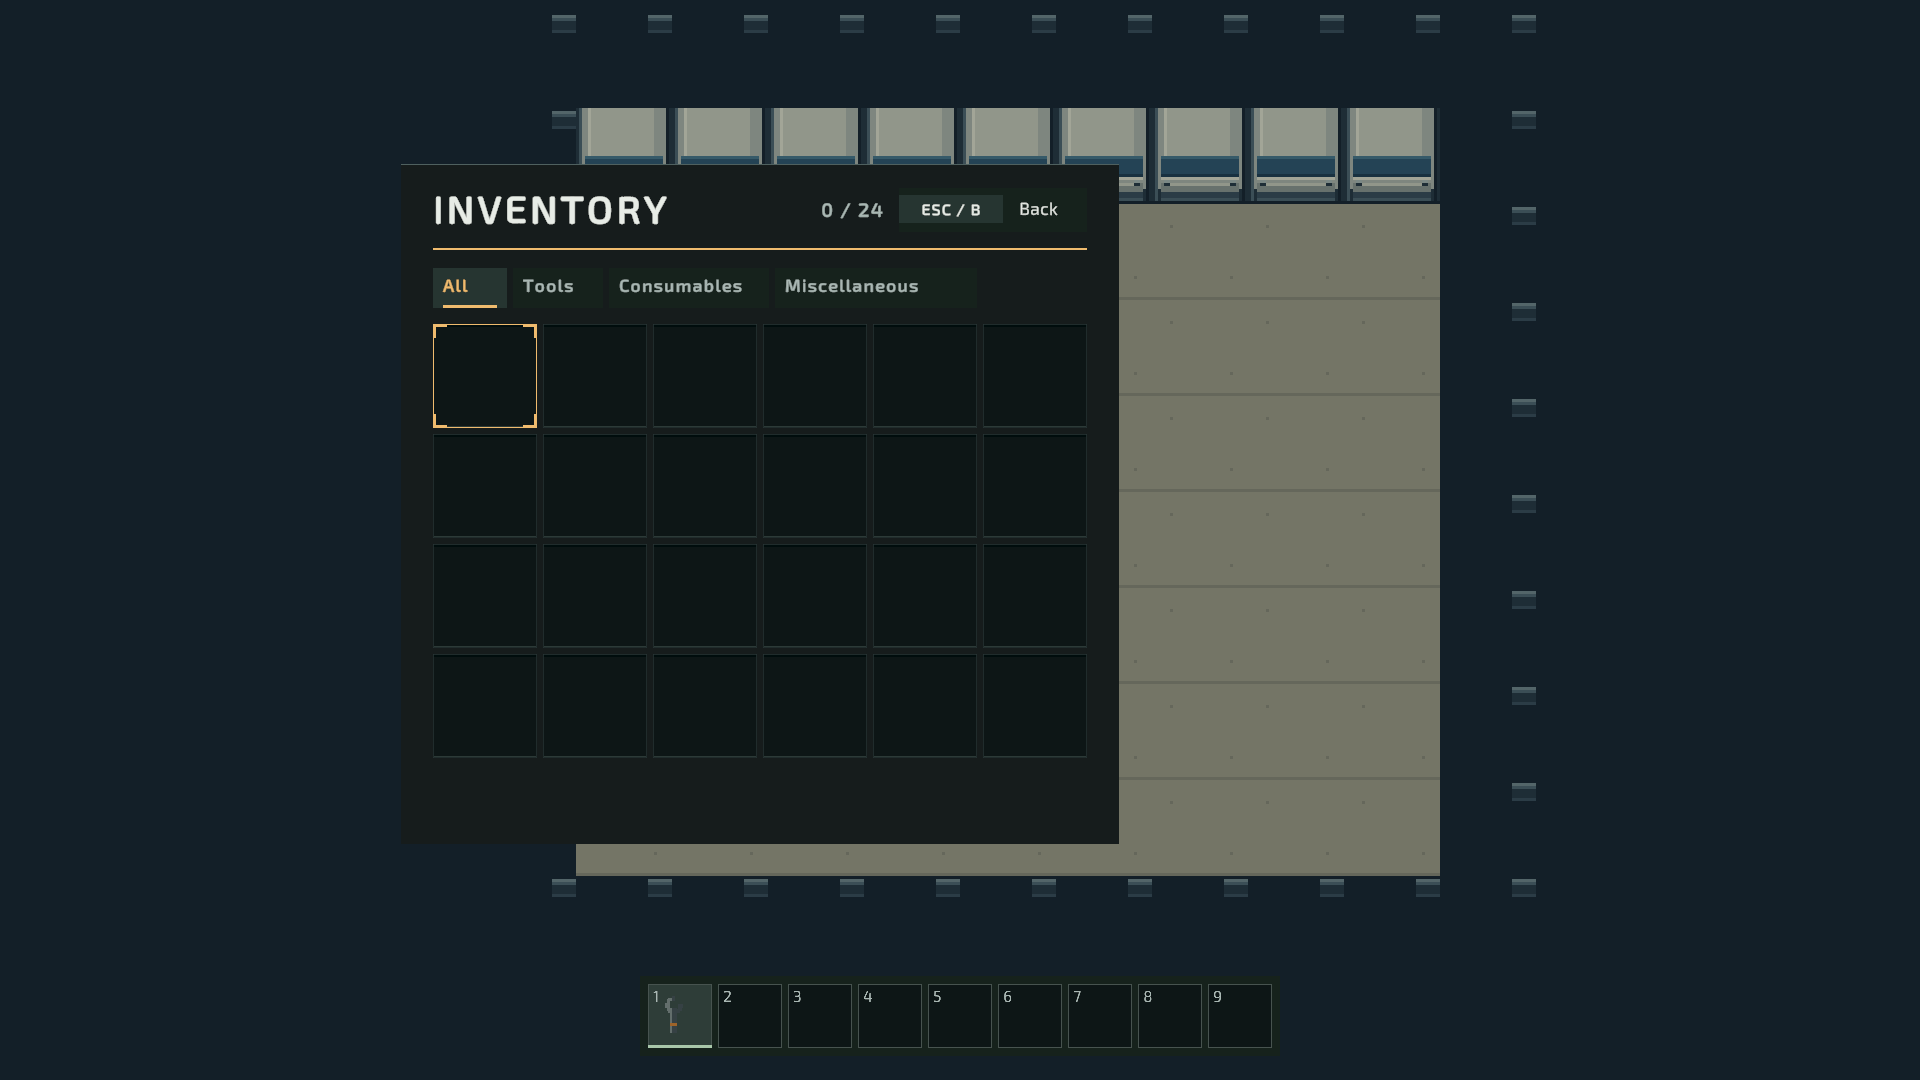 INVENTORY
0 / 24
ESC / B
Back
All
Tools
Consumables
Miscellaneous
1
2
3
4
5
6
7
8
9